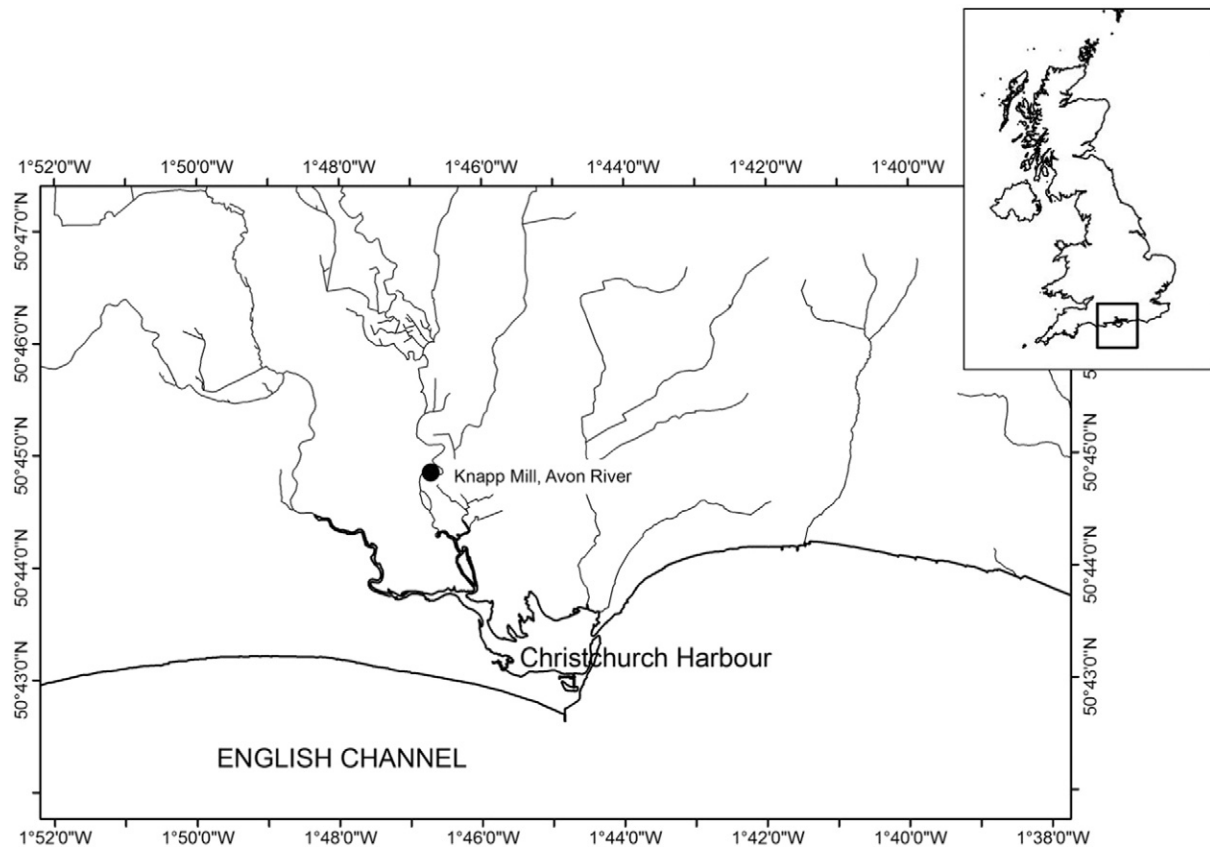 1°52'0"W 1°50'0"W 1°48'0"W 1°46'0"W 1°44'0"W 1°42'0"W 1°40'0"W
50°47'0"N
50°46'0"N
50°45'0"N
50°44'0"N
50°43'0"N
Knapp Mill, Avon River
Christchurch Harbour
ENGLISH CHANNEL
50°45'0"N
50°44'0"N
50°43'0"N
1°52'0"W 1°50'0"W 1°48'0"W 1°46'0"W 1°44'0"W 1°42'0"W 1°40'0"W 1°38'0"W